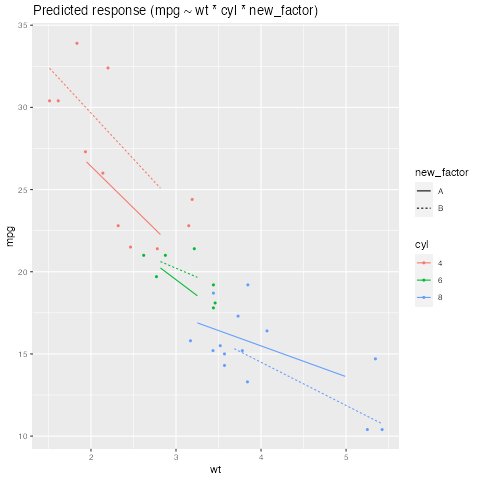 Predicted response (mpg ~ wt * cyl * new_factor)
35
30
25
20
15
10
mpg
2 3 4 5
wt
new_factor
A
B
cyl
4
6
8